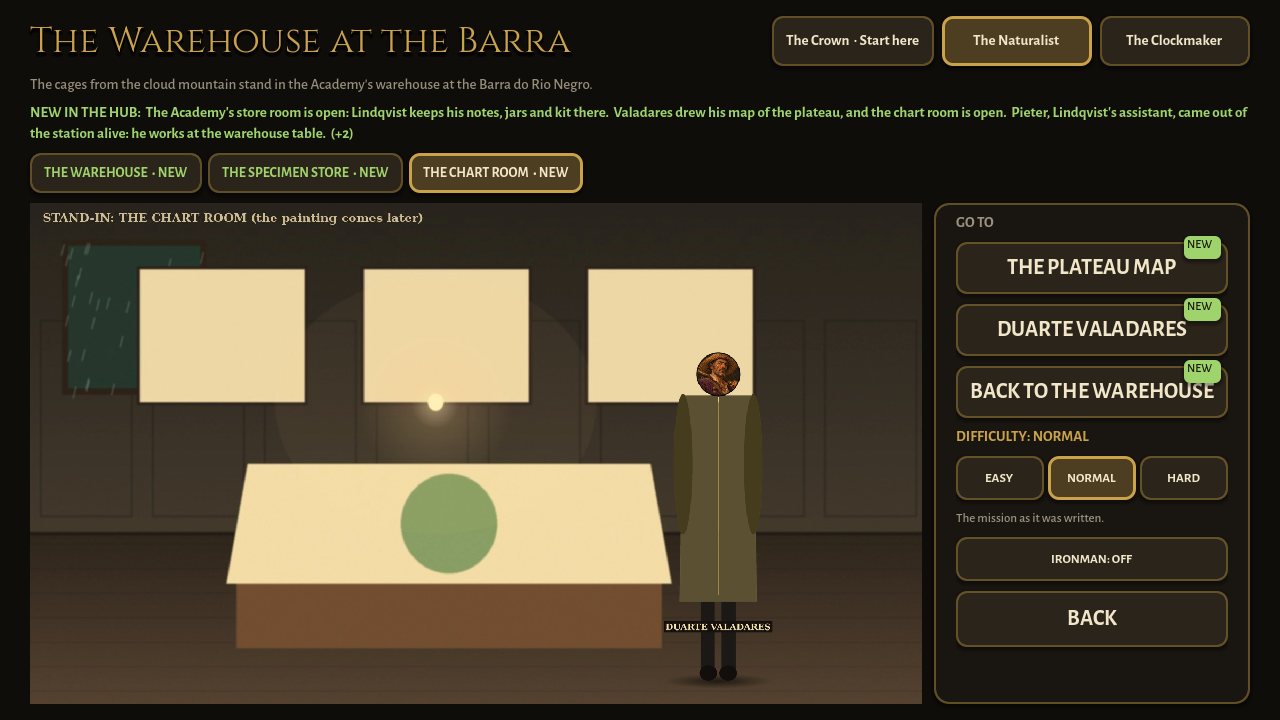 The Warehouse at the Barra
The Crown · Start here
The Naturalist
The Clockmaker
The cages from the cloud mountain stand in the Academy's warehouse at the Barra do Rio Negro.
NEW IN THE HUB: The Academy's store room is open: Lindqvist keeps his notes, jars and kit there. Valadares drew his map of the plateau, and the chart room is open. Pieter, Lindqvist's assistant, came out of
the station alive: he works at the warehouse table. (+2)
THE WAREHOUSE · NEW
THE SPECIMEN STORE · NEW
THE CHART ROOM · NEW
STAND-IN: THE CHART ROOM (the painting comes later)
DUARTE VALADARES
GO TO
NEW
THE PLATEAU MAP
NEW
DUARTE VALADARES
NEW
BACK TO THE WAREHOUSE
DIFFICULTY: NORMAL
EASY
NORMAL
HARD
The mission as it was written.
IRONMAN: OFF
BACK